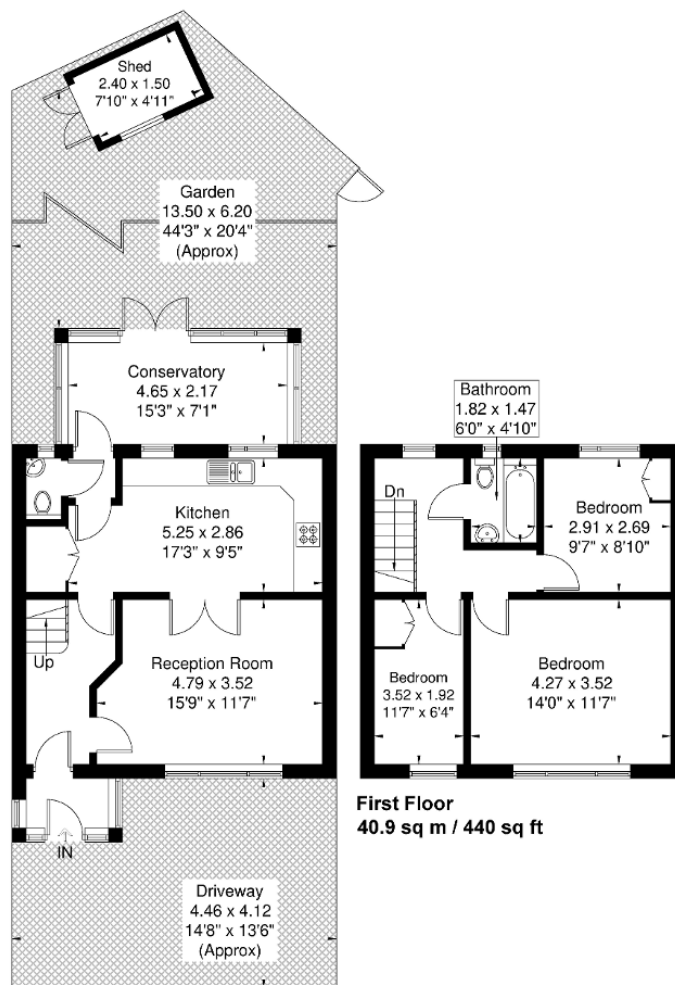 Shed
2.40 x 1.50
7'10" x 4'11"
Garden
13.50 x 6.20
44'3" x 20'4"
(Approx)
Conservatory
4.65 x 2.17
15'3" x 7'1"
Kitchen
5.25 x 2.86
17'3" x 9'5"
Up
Reception Room
4.79 x 3.52
15'9" x 11'7"
IN
Driveway
4.46 x 4.12
14'8" x 13'6"
(Approx)
Bathroom
1.82 x 1.47
6'0" x 4'10"
Dn
Bedroom
2.91 x 2.69
9'7" x 8'10"
Bedroom
3.52 x 1.92
11'7" x 6'4"
Bedroom
4.27 x 3.52
14'0" x 11'7"
First Floor
40.9 sq m / 440 sq ft